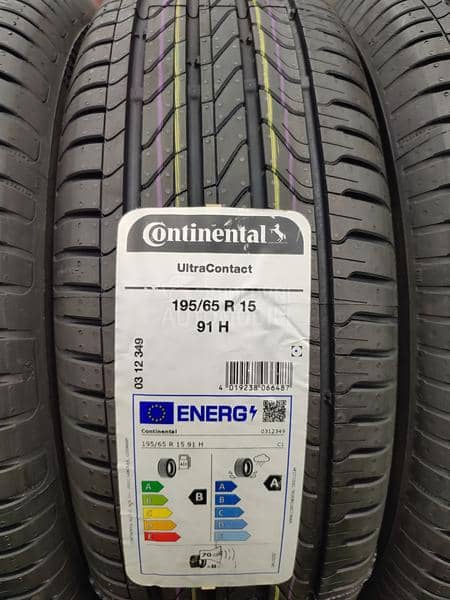 Continental
UltraContact
195/65 R 15
91 H
03 12 349
4 019238 066487
ENERG
Continental
0312349
195/65 R 15 91 H
C1
A
B
C
D
E
B
A
B
C
D
E
A
70
B